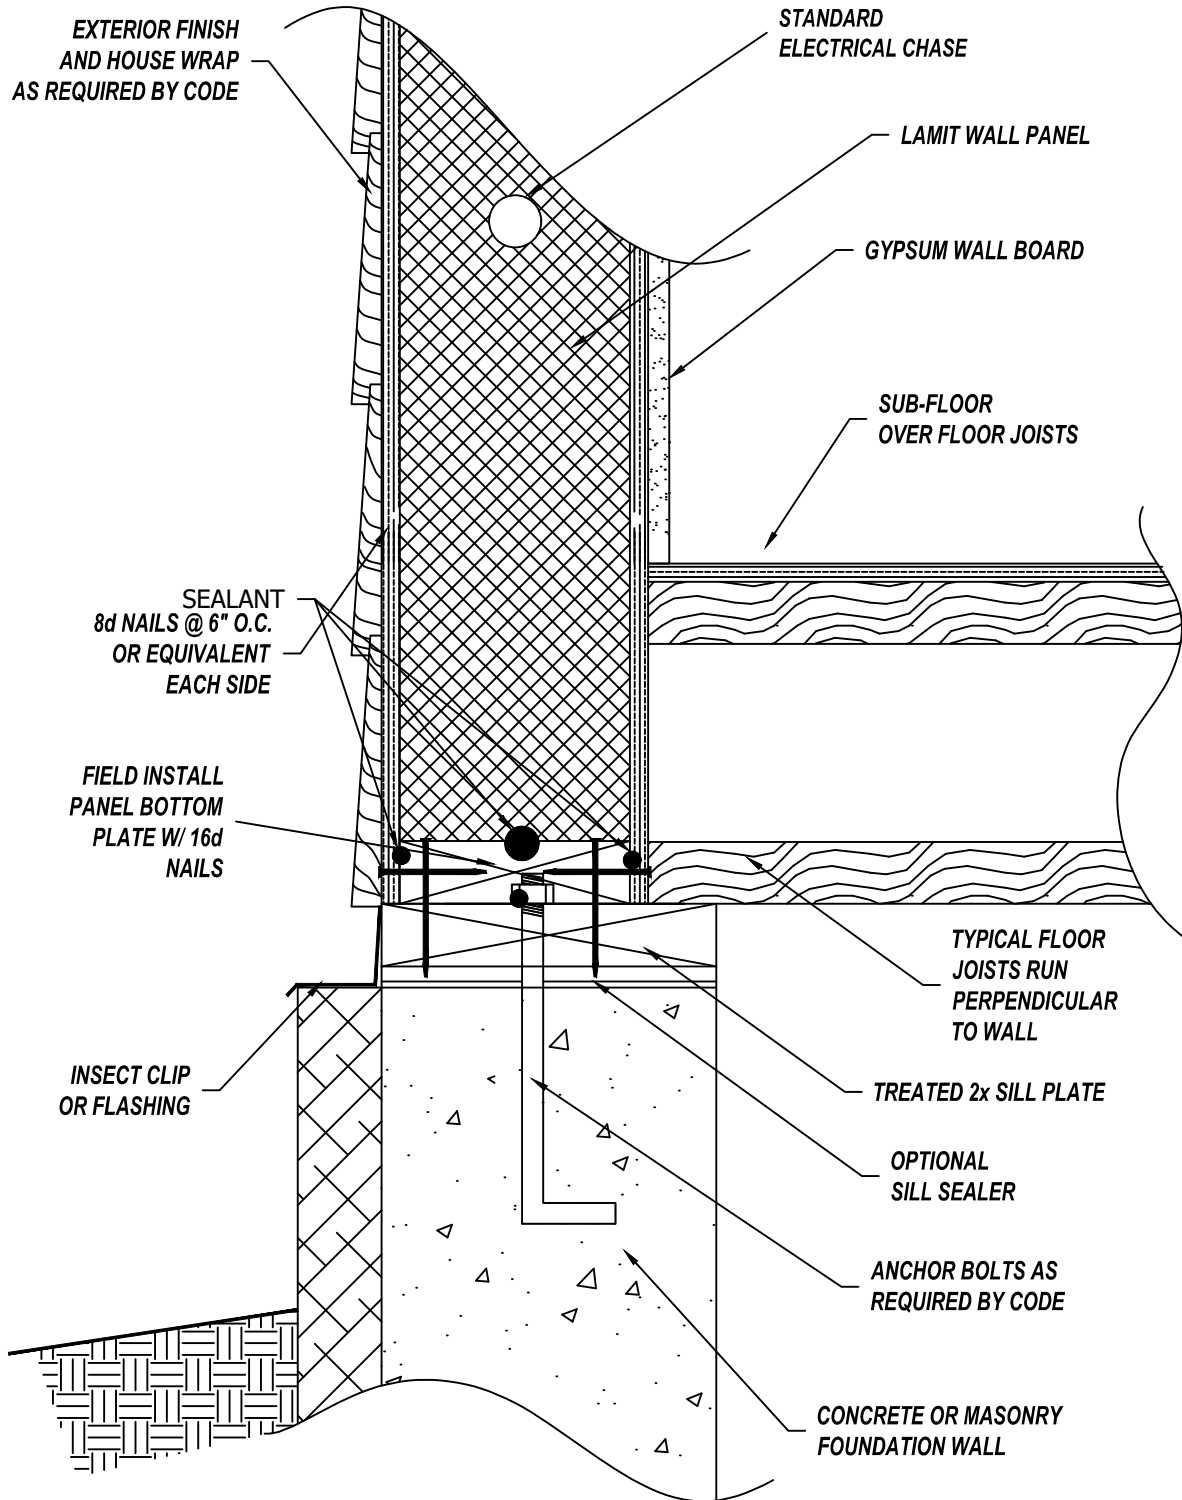 EXTERIOR FINISH
AND HOUSE WRAP
AS REQUIRED BY CODE
STANDARD
ELECTRICAL CHASE
LAMIT WALL PANEL
GYPSUM WALL BOARD
SUB-FLOOR
OVER FLOOR JOISTS
SEALANT
8d NAILS @ 6" O.C.
OR EQUIVALENT
EACH SIDE
FIELD INSTALL
PANEL BOTTOM
PLATE W/ 16d
NAILS
TYPICAL FLOOR
JOISTS RUN
PERPENDICULAR
TO WALL
INSECT CLIP
OR FLASHING
TREATED 2x SILL PLATE
OPTIONAL
SILL SEALER
ANCHOR BOLTS AS
REQUIRED BY CODE
CONCRETE OR MASONRY
FOUNDATION WALL